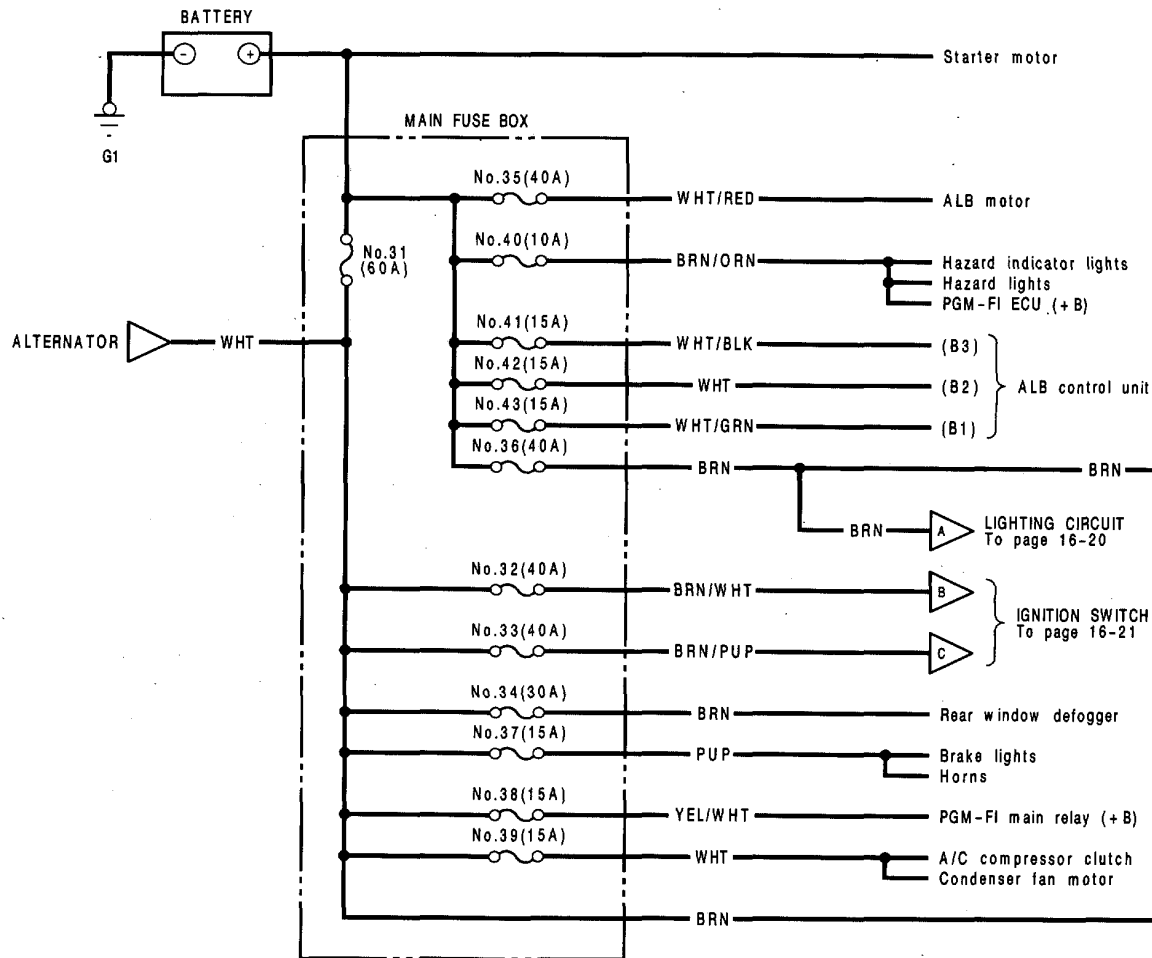 BATTERY
- +
Starter motor
G1
MAIN FUSE BOX
No.35(40A)
WHT/RED
ALB motor
No.31
(60A)
No.40(10A)
BRN/ORN
Hazard indicator lights
Hazard lights
PGM-FI ECU (+B)
ALTERNATOR
WHT
No.41(15A)
WHT/BLK
(B3)
No.42(15A)
WHT
(B2)
ALB control unit
No.43(15A)
WHT/GRN
(B1)
No.36(40A)
BRN
BRN
BRN
A
LIGHTING CIRCUIT
To page 16-20
No.32(40A)
BRN/WHT
B
IGNITION SWITCH
To page 16-21
No.33(40A)
BRN/PUP
C
No.34(30A)
BRN
Rear window defogger
No.37(15A)
PUP
Brake lights
Horns
No.38(15A)
YEL/WHT
PGM-FI main relay (+B)
No.39(15A)
WHT
A/C compressor clutch
Condenser fan motor
BRN